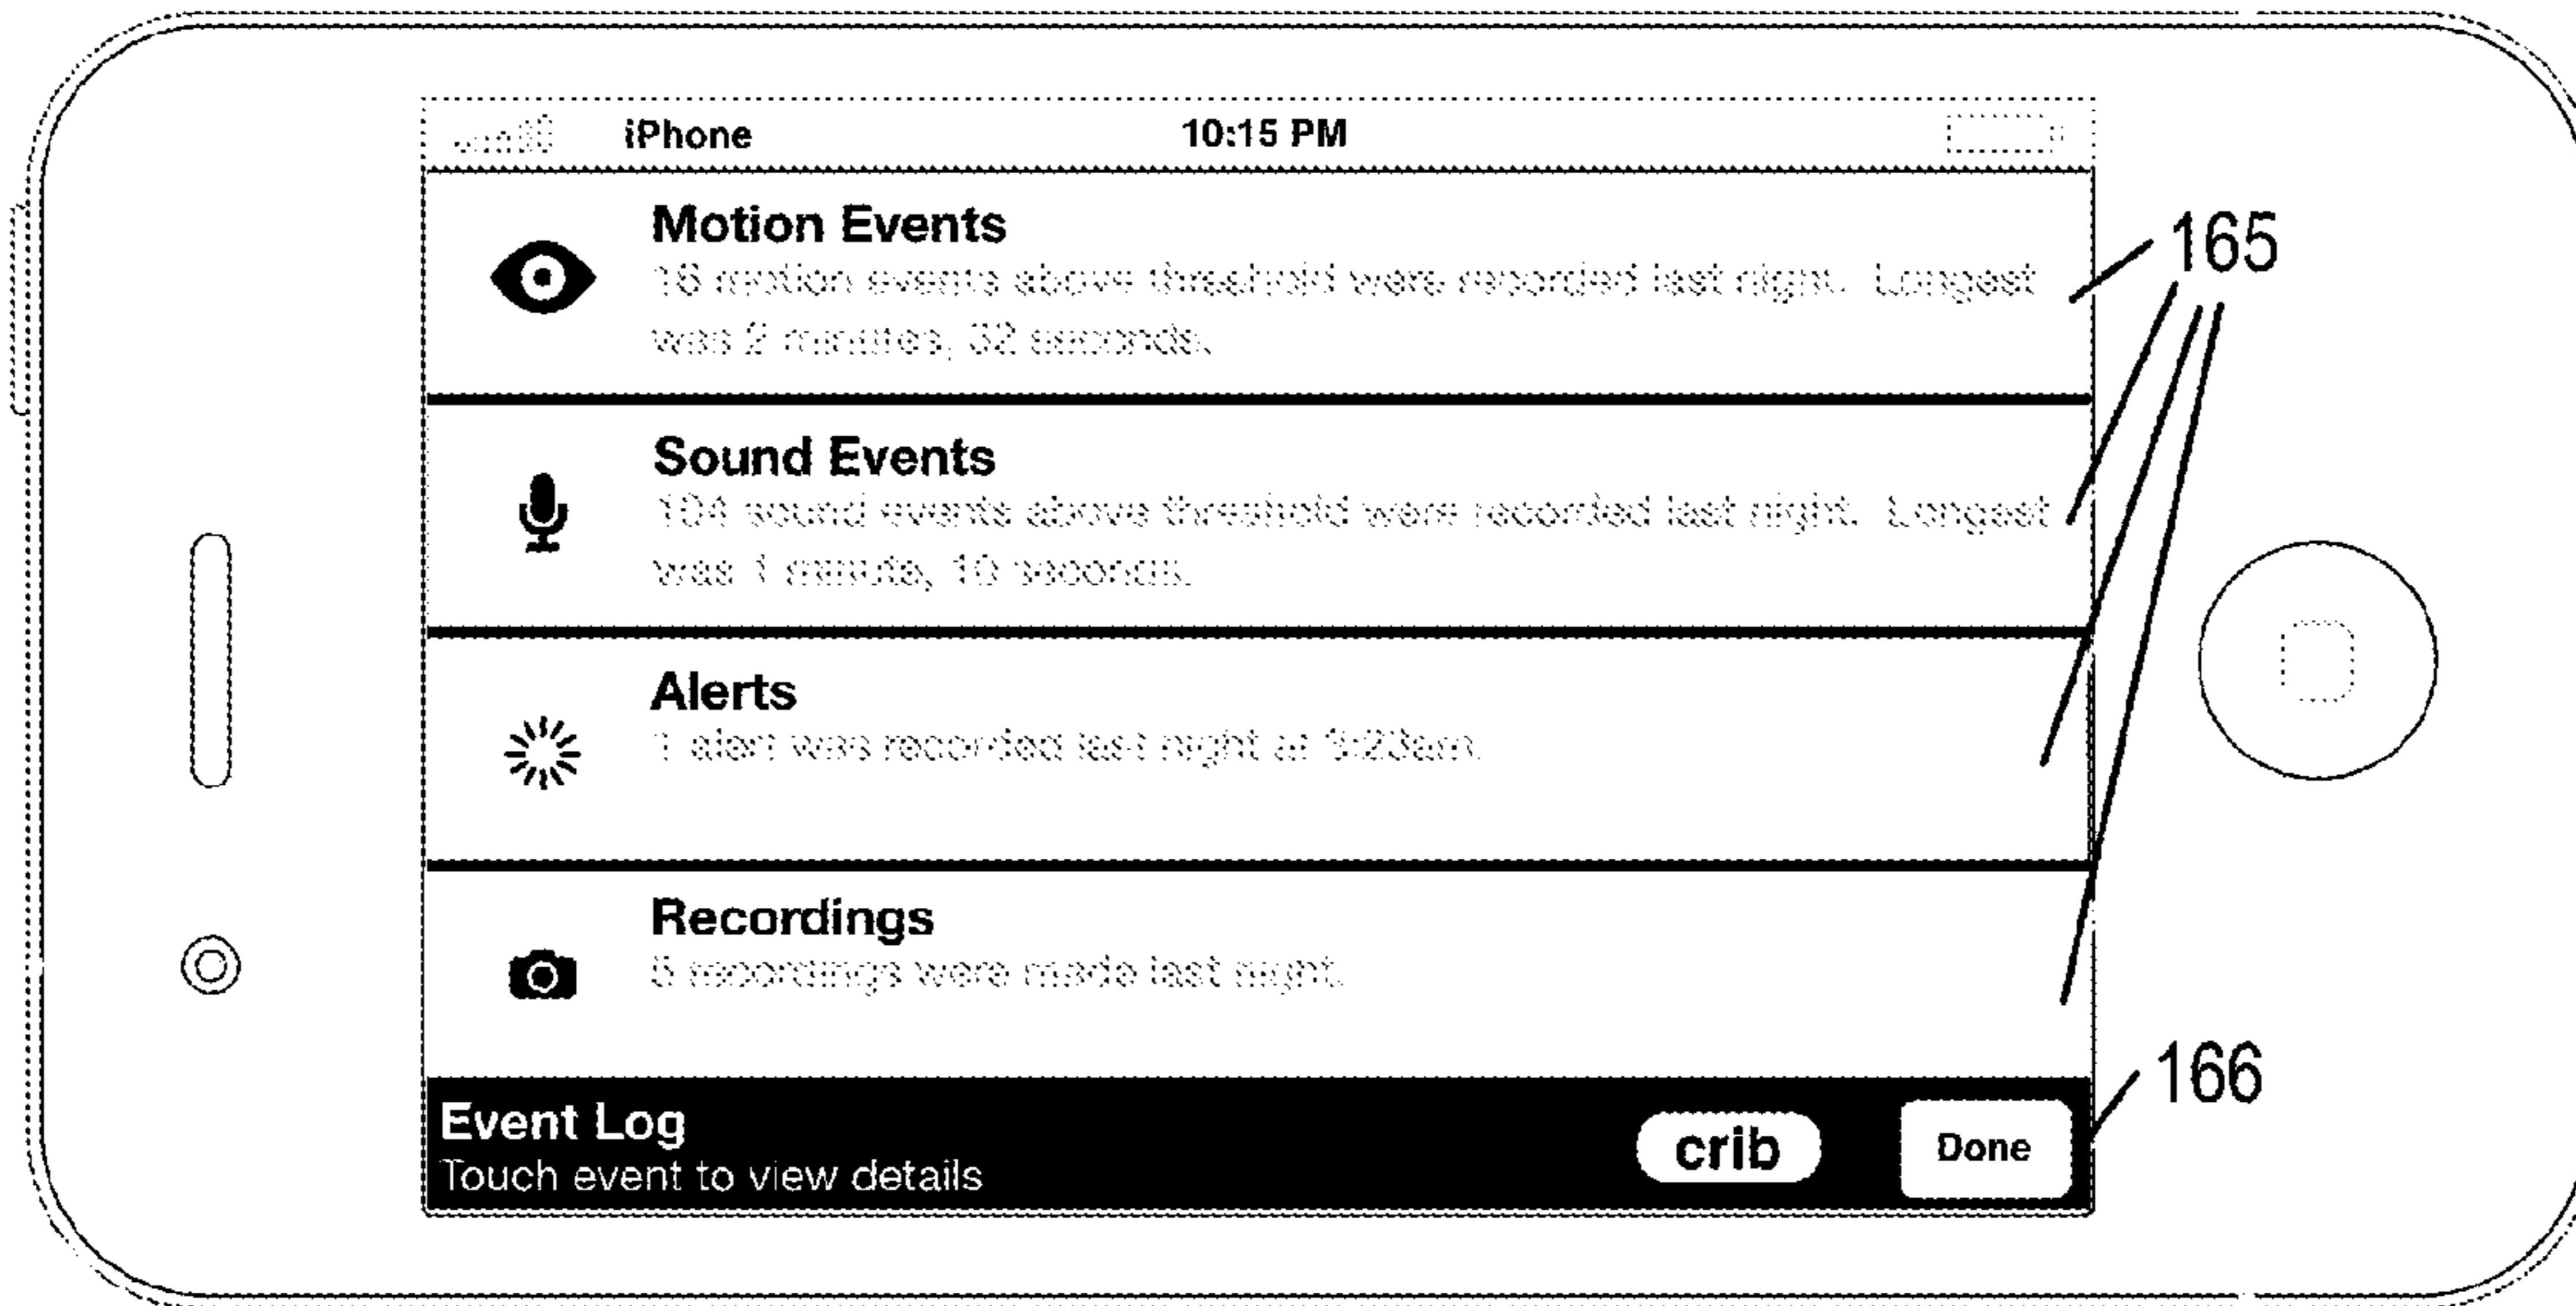 iPhone 10:15 PM
Motion Events
16 motion events above threshold were recorded last night. Longest
was 2 minutes, 32 seconds.
165
Sound Events
104 sound events above threshold were recorded last night. Longest
was 1 minute, 10 seconds.
Alerts
1 alert was recorded last night at
Recordings
recordings were made last night.
166
Event Log
Touch event to view details
crib
Done